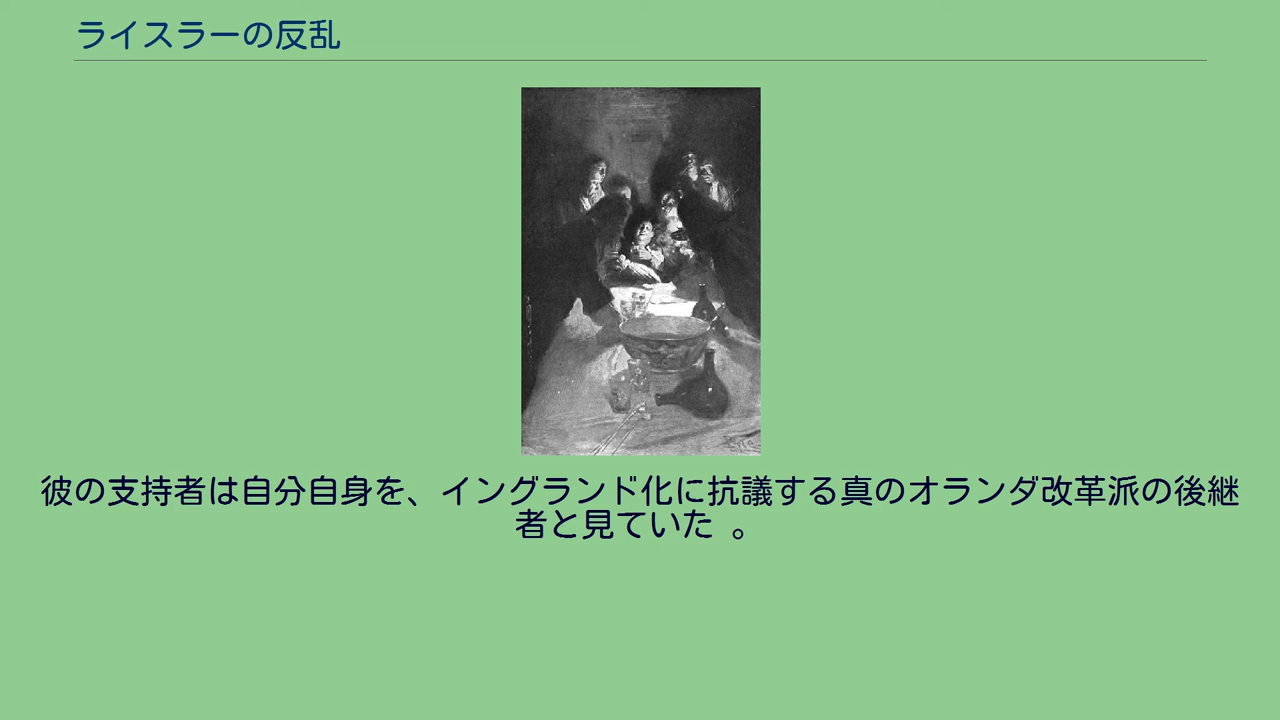 ライスラーの反乱
彼の支持者は自分自身を、イングランド化に抗議する真のオランダ改革派の後継
者と見ていた 。